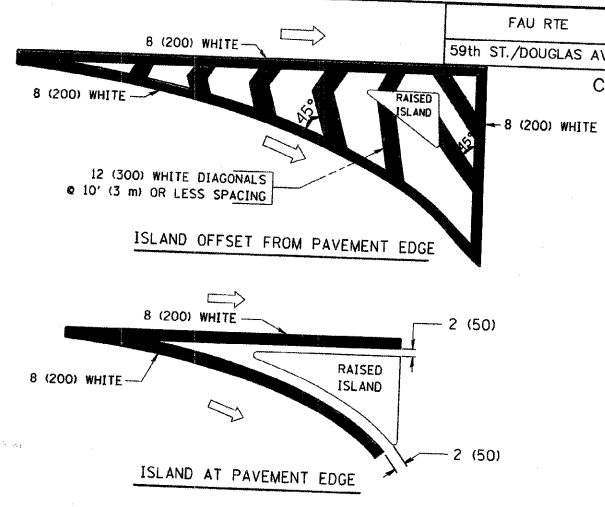 FAU RTE
59th ST./DOUGLAS AV
C
8 (200) WHITE
8 (200) WHITE
RAISED
ISLAND
45°
8 (200) WHITE
45°
12 (300) WHITE DIAGONALS
@ 10' (3 m) OR LESS SPACING
ISLAND OFFSET FROM PAVEMENT EDGE
8 (200) WHITE
2 (50)
RAISED
ISLAND
8 (200) WHITE
2 (50)
ISLAND AT PAVEMENT EDGE